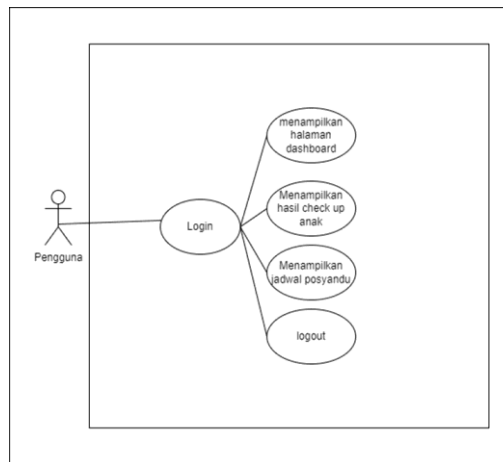 Pengguna
Login
menampilkan
halaman
dashboard
Menampilkan
hasil check up
anak
Menampilkan
jadwal posyandu
logout